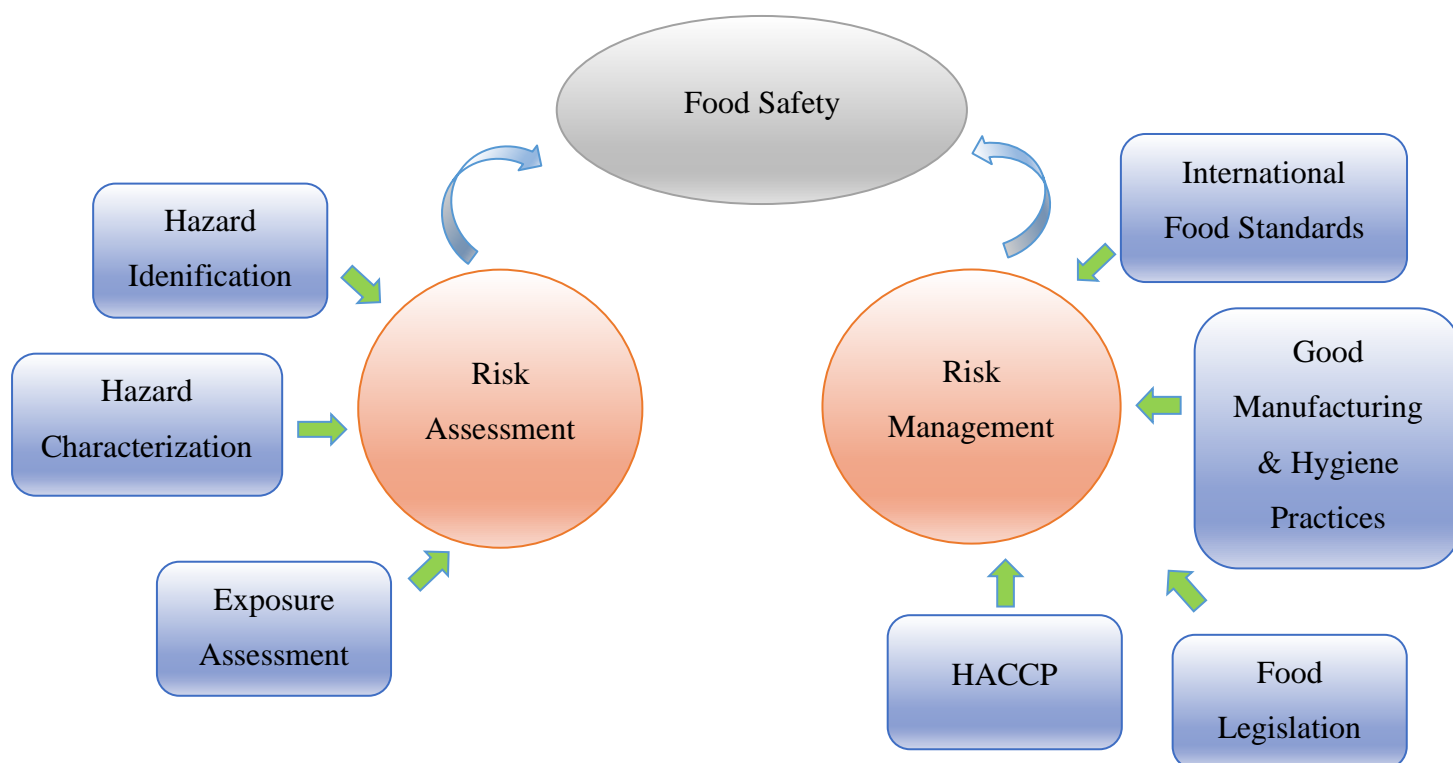 Food Safety
Hazard
Idenification
Hazard
Characterization
Exposure
Assessment
Risk
Assessment
Risk
Management
International
Food Standards
Good
Manufacturing
& Hygiene
Practices
HACCP
Food
Legislation